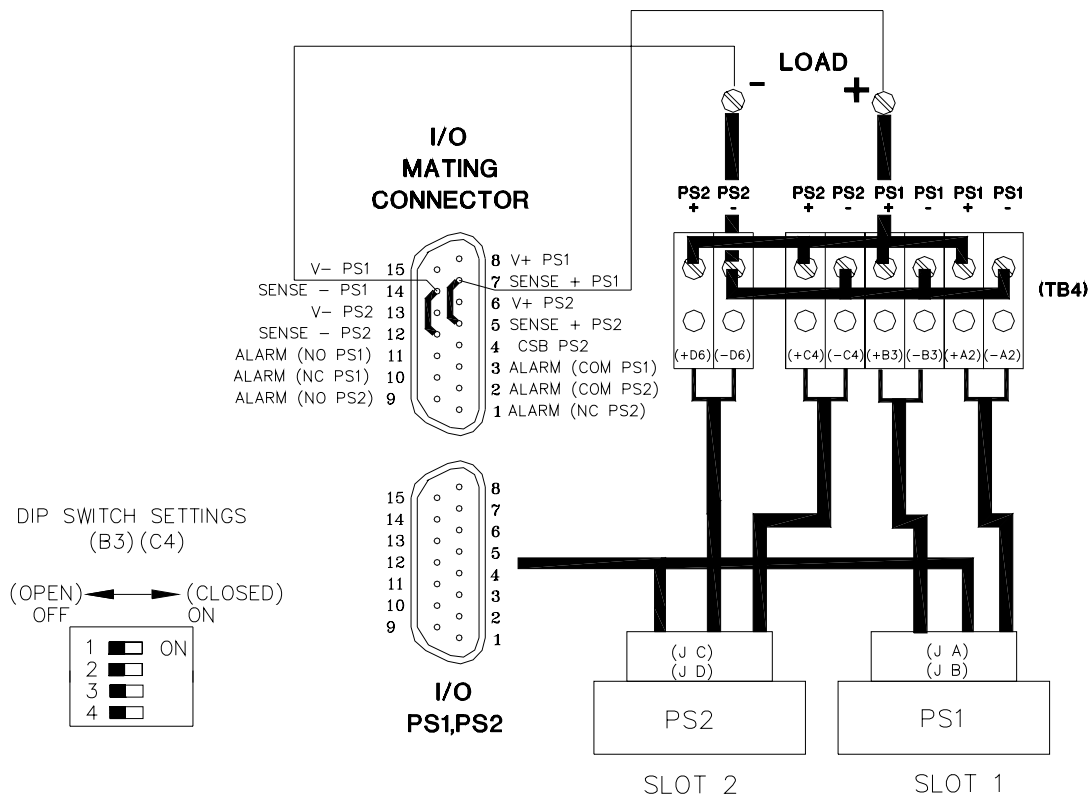 LOAD
- +
I/O
MATING
CONNECTOR
PS2 PS2 PS2 PS2 PS1 PS1 PS1 PS1
+ - + - + - + -
V- PS1 15
SENSE - PS1 14
V- PS2 13
SENSE - PS2 12
ALARM (NO PS1) 11
ALARM (NC PS1) 10
ALARM (NO PS2) 9
8 V+ PS1
7 SENSE + PS1
6 V+ PS2
5 SENSE + PS2
4 CSB PS2
3 ALARM (COM PS1)
2 ALARM (COM PS2)
1 ALARM (NC PS2)
(TB4)
(+D6) (-D6) (+C4) (-C4) (+B3) (-B3) (+A2) (-A2)
15
14
13
12
11
10
9
8
7
6
5
4
3
2
1
I/O
PS1,PS2
DIP SWITCH SETTINGS
(B3)(C4)
(OPEN) (CLOSED)
OFF ON
1 ON
2
3
4
(J C)
(J D)
PS2
SLOT 2
(J A)
(J B)
PS1
SLOT 1